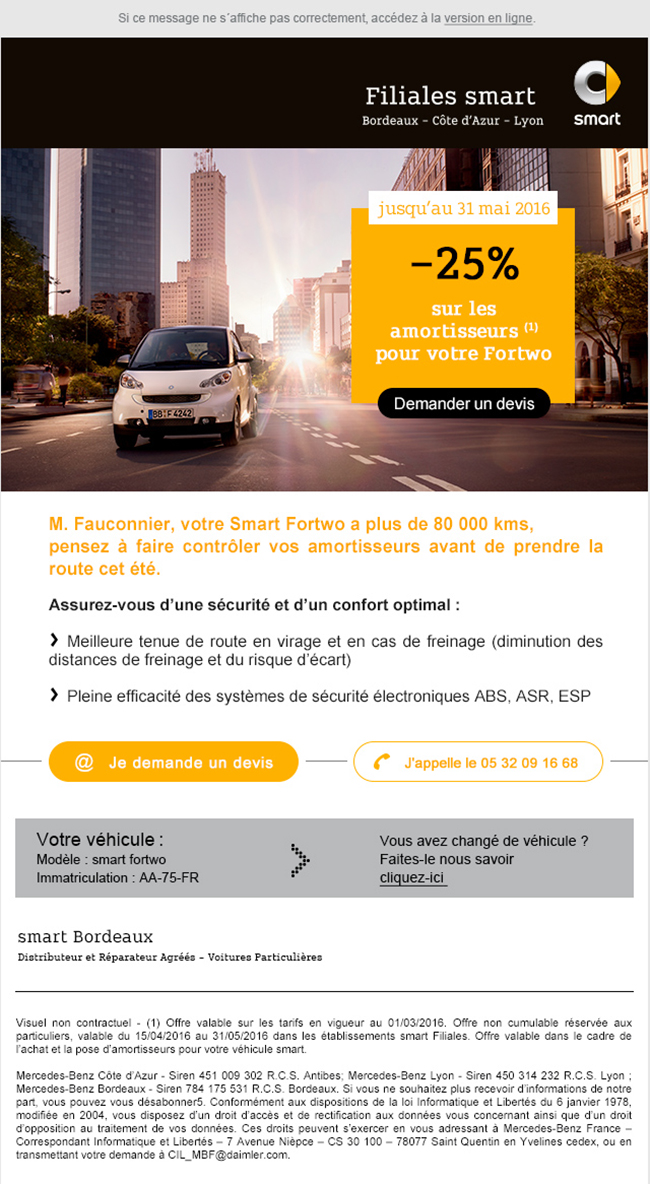 Si ce message ne s´affiche pas correctement, accédez à la version en ligne.
Filiales smart
Bordeaux – Côte d’Azur – Lyon
smart
jusqu’au 31 mai 2016
–25%
sur les
amortisseurs (1)
pour votre Fortwo
Demander un devis
BB:F 4242
M. Fauconnier, votre Smart Fortwo a plus de 80 000 kms,
pensez à faire contrôler vos amortisseurs avant de prendre la
route cet été.
Assurez-vous d’une sécurité et d’un confort optimal :
Meilleure tenue de route en virage et en cas de freinage (diminution des
distances de freinage et du risque d’écart)
Pleine efficacité des systèmes de sécurité électroniques ABS, ASR, ESP
@ Je demande un devis
J'appelle le 05 32 09 16 68
Votre véhicule :
Modèle : smart fortwo
Immatriculation : AA-75-FR
Vous avez changé de véhicule ?
Faites-le nous savoir
cliquez-ici
smart Bordeaux
Distributeur et Réparateur Agréés – Voitures Particulières
Visuel non contractuel - (1) Offre valable sur les tarifs en vigueur au 01/03/2016. Offre non cumulable réservée aux
particuliers, valable du 15/04/2016 au 31/05/2016 dans les établissements smart Filiales. Offre valable dans le cadre de
l’achat et la pose d’amortisseurs pour votre véhicule smart.
Mercedes-Benz Côte d’Azur - Siren 451 009 302 R.C.S. Antibes; Mercedes-Benz Lyon - Siren 450 314 232 R.C.S. Lyon ;
Mercedes-Benz Bordeaux - Siren 784 175 531 R.C.S. Bordeaux. Si vous ne souhaitez plus recevoir d’informations de notre
part, vous pouvez vous désabonner5. Conformément aux dispositions de la loi Informatique et Libertés du 6 janvier 1978,
modifiée en 2004, vous disposez d’un droit d’accès et de rectification aux données vous concernant ainsi que d’un droit
d’opposition au traitement de vos données. Ces droits peuvent s’exercer en vous adressant à Mercedes-Benz France –
Correspondant Informatique et Libertés – 7 Avenue Nièpce – CS 30 100 – 78077 Saint Quentin en Yvelines cedex, ou en
transmettant votre demande à CIL_MBF@daimler.com.